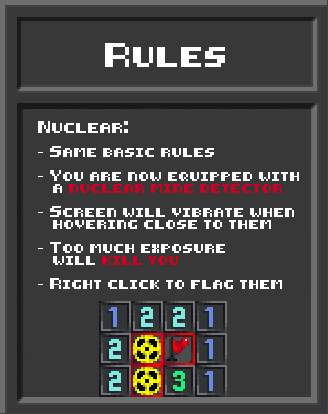 Rules
Nuclear:
- Same basic rules
- You are now equipped with
a nuclear mine detector
- Screen will vibrate when
hovering close to them
- Too much exposure
will kill you
- Right click to flag them
1 2 2 1
2 1
2 3 1